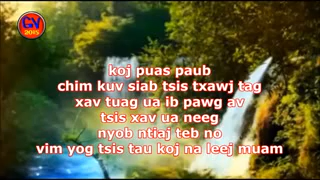 GV
2015
koj puas paub
chim kuv siab tsis txawj tag
xav tuag ua ib pawg av
tsis xav ua neeg
nyob ntiaj teb no
vim yog tsis tau koj na leej muam